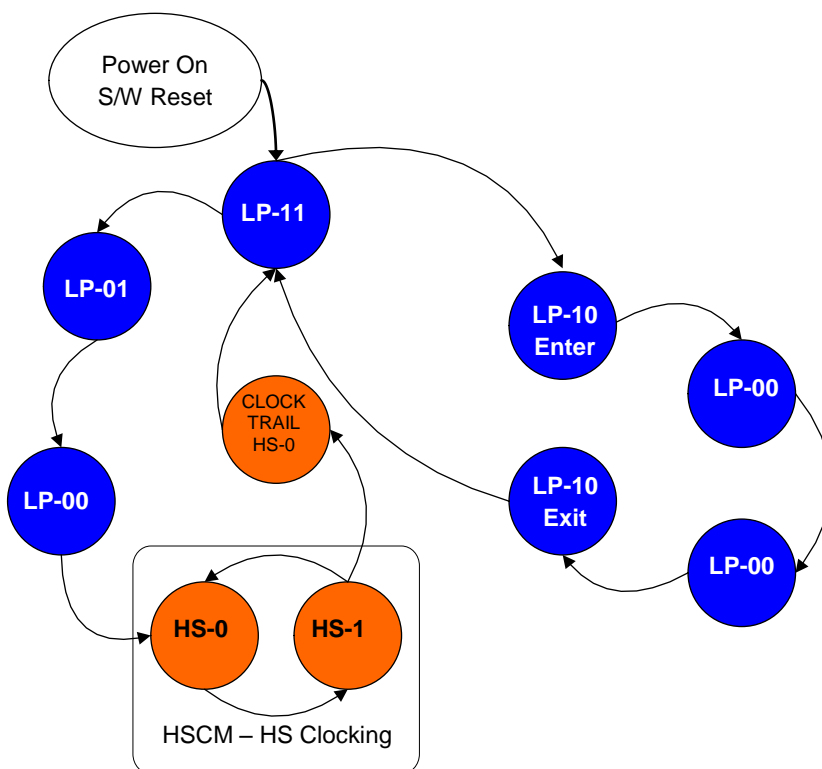 Power On
S/W Reset
LP-11
LP-01
LP-10
Enter
LP-00
CLOCK
TRAIL
HS-0
LP-00
LP-10
Exit
LP-00
HS-0
HS-1
HSCM – HS Clocking